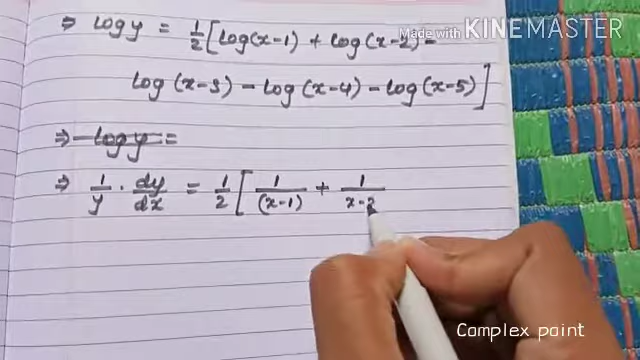 Made with KINEMASTER
⇒ log y = 1/2 [log(x-1) + log(x-2) -
log(x-3) - log(x-4) - log(x-5)]
⇒ log y =
⇒ 1/y . dy/dx = 1/2 [1/(x-1) + 1/x-2
Complex point